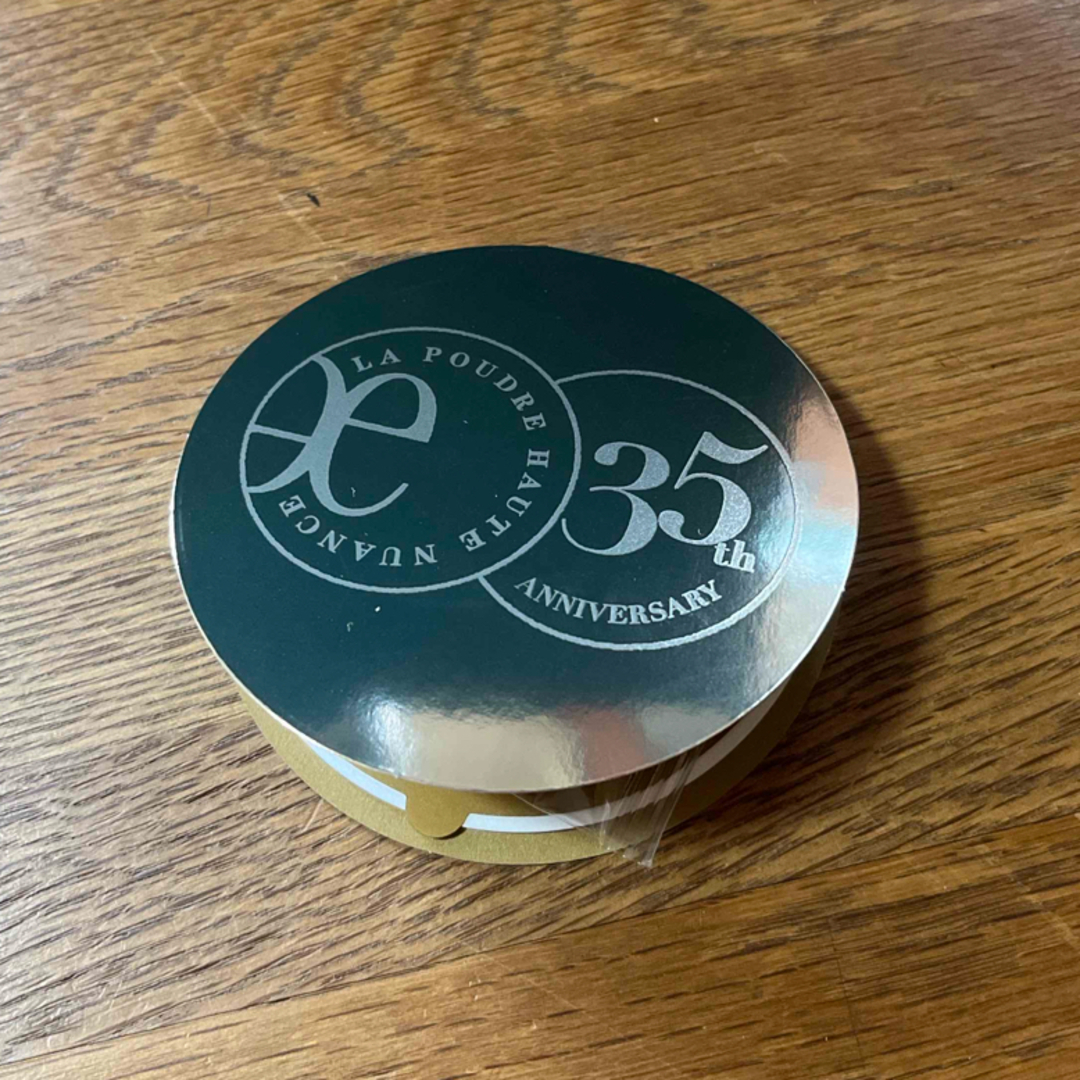 LA POUDRE HAUTE NUANCE
35th
ANNIVERSARY